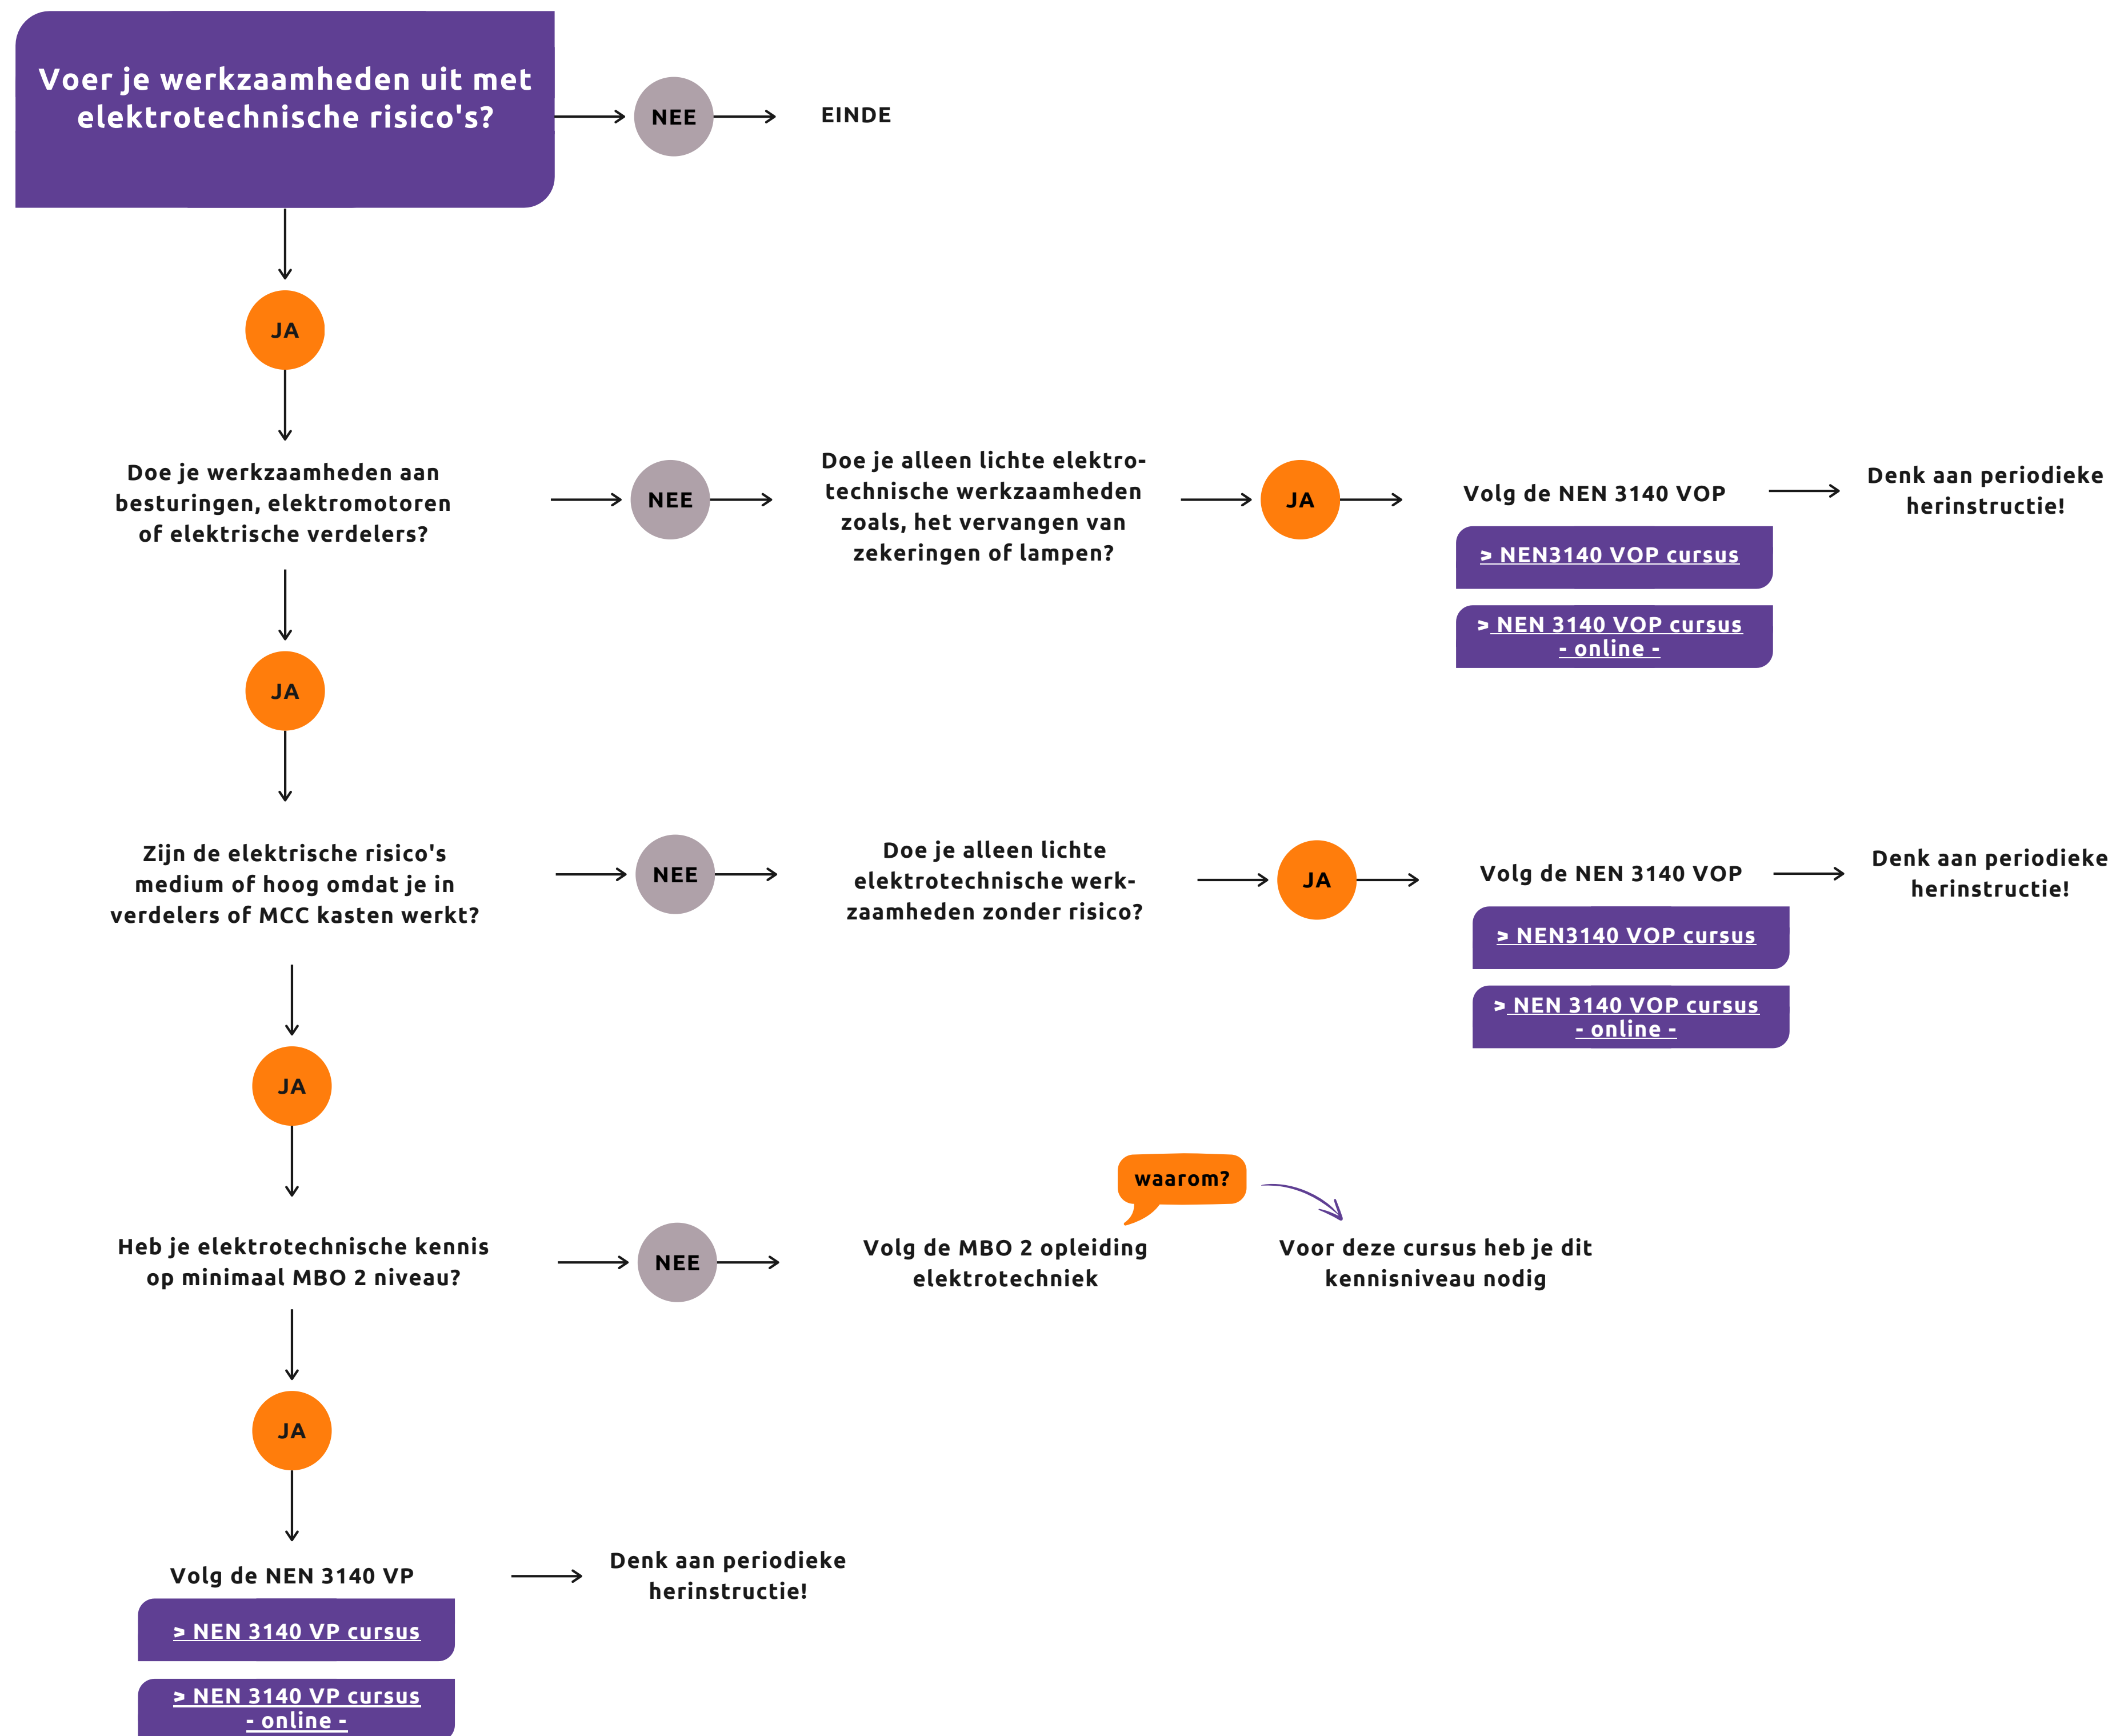 Voer je werkzaamheden uit met
elektrotechnische risico's?
NEE
EINDE
JA
Doe je werkzaamheden aan
besturingen, elektromotoren
of elektrische verdelers?
NEE
Doe je alleen lichte elektro-
technische werkzaamheden
zoals, het vervangen van
zekeringen of lampen?
JA
Volg de NEN 3140 VOP
> NEN3140 VOP cursus
> NEN 3140 VOP cursus
- online -
Denk aan periodieke
herinstructie!
JA
Zijn de elektrische risico's
medium of hoog omdat je in
verdelers of MCC kasten werkt?
NEE
Doe je alleen lichte
elektrotechnische werk-
zaamheden zonder risico?
JA
Volg de NEN 3140 VOP
> NEN3140 VOP cursus
> NEN 3140 VOP cursus
- online -
Denk aan periodieke
herinstructie!
JA
Heb je elektrotechnische kennis
op minimaal MBO 2 niveau?
NEE
Volg de MBO 2 opleiding
elektrotechniek
waarom?
Voor deze cursus heb je dit
kennisniveau nodig
JA
Volg de NEN 3140 VP
> NEN 3140 VP cursus
> NEN 3140 VP cursus
- online -
Denk aan periodieke
herinstructie!